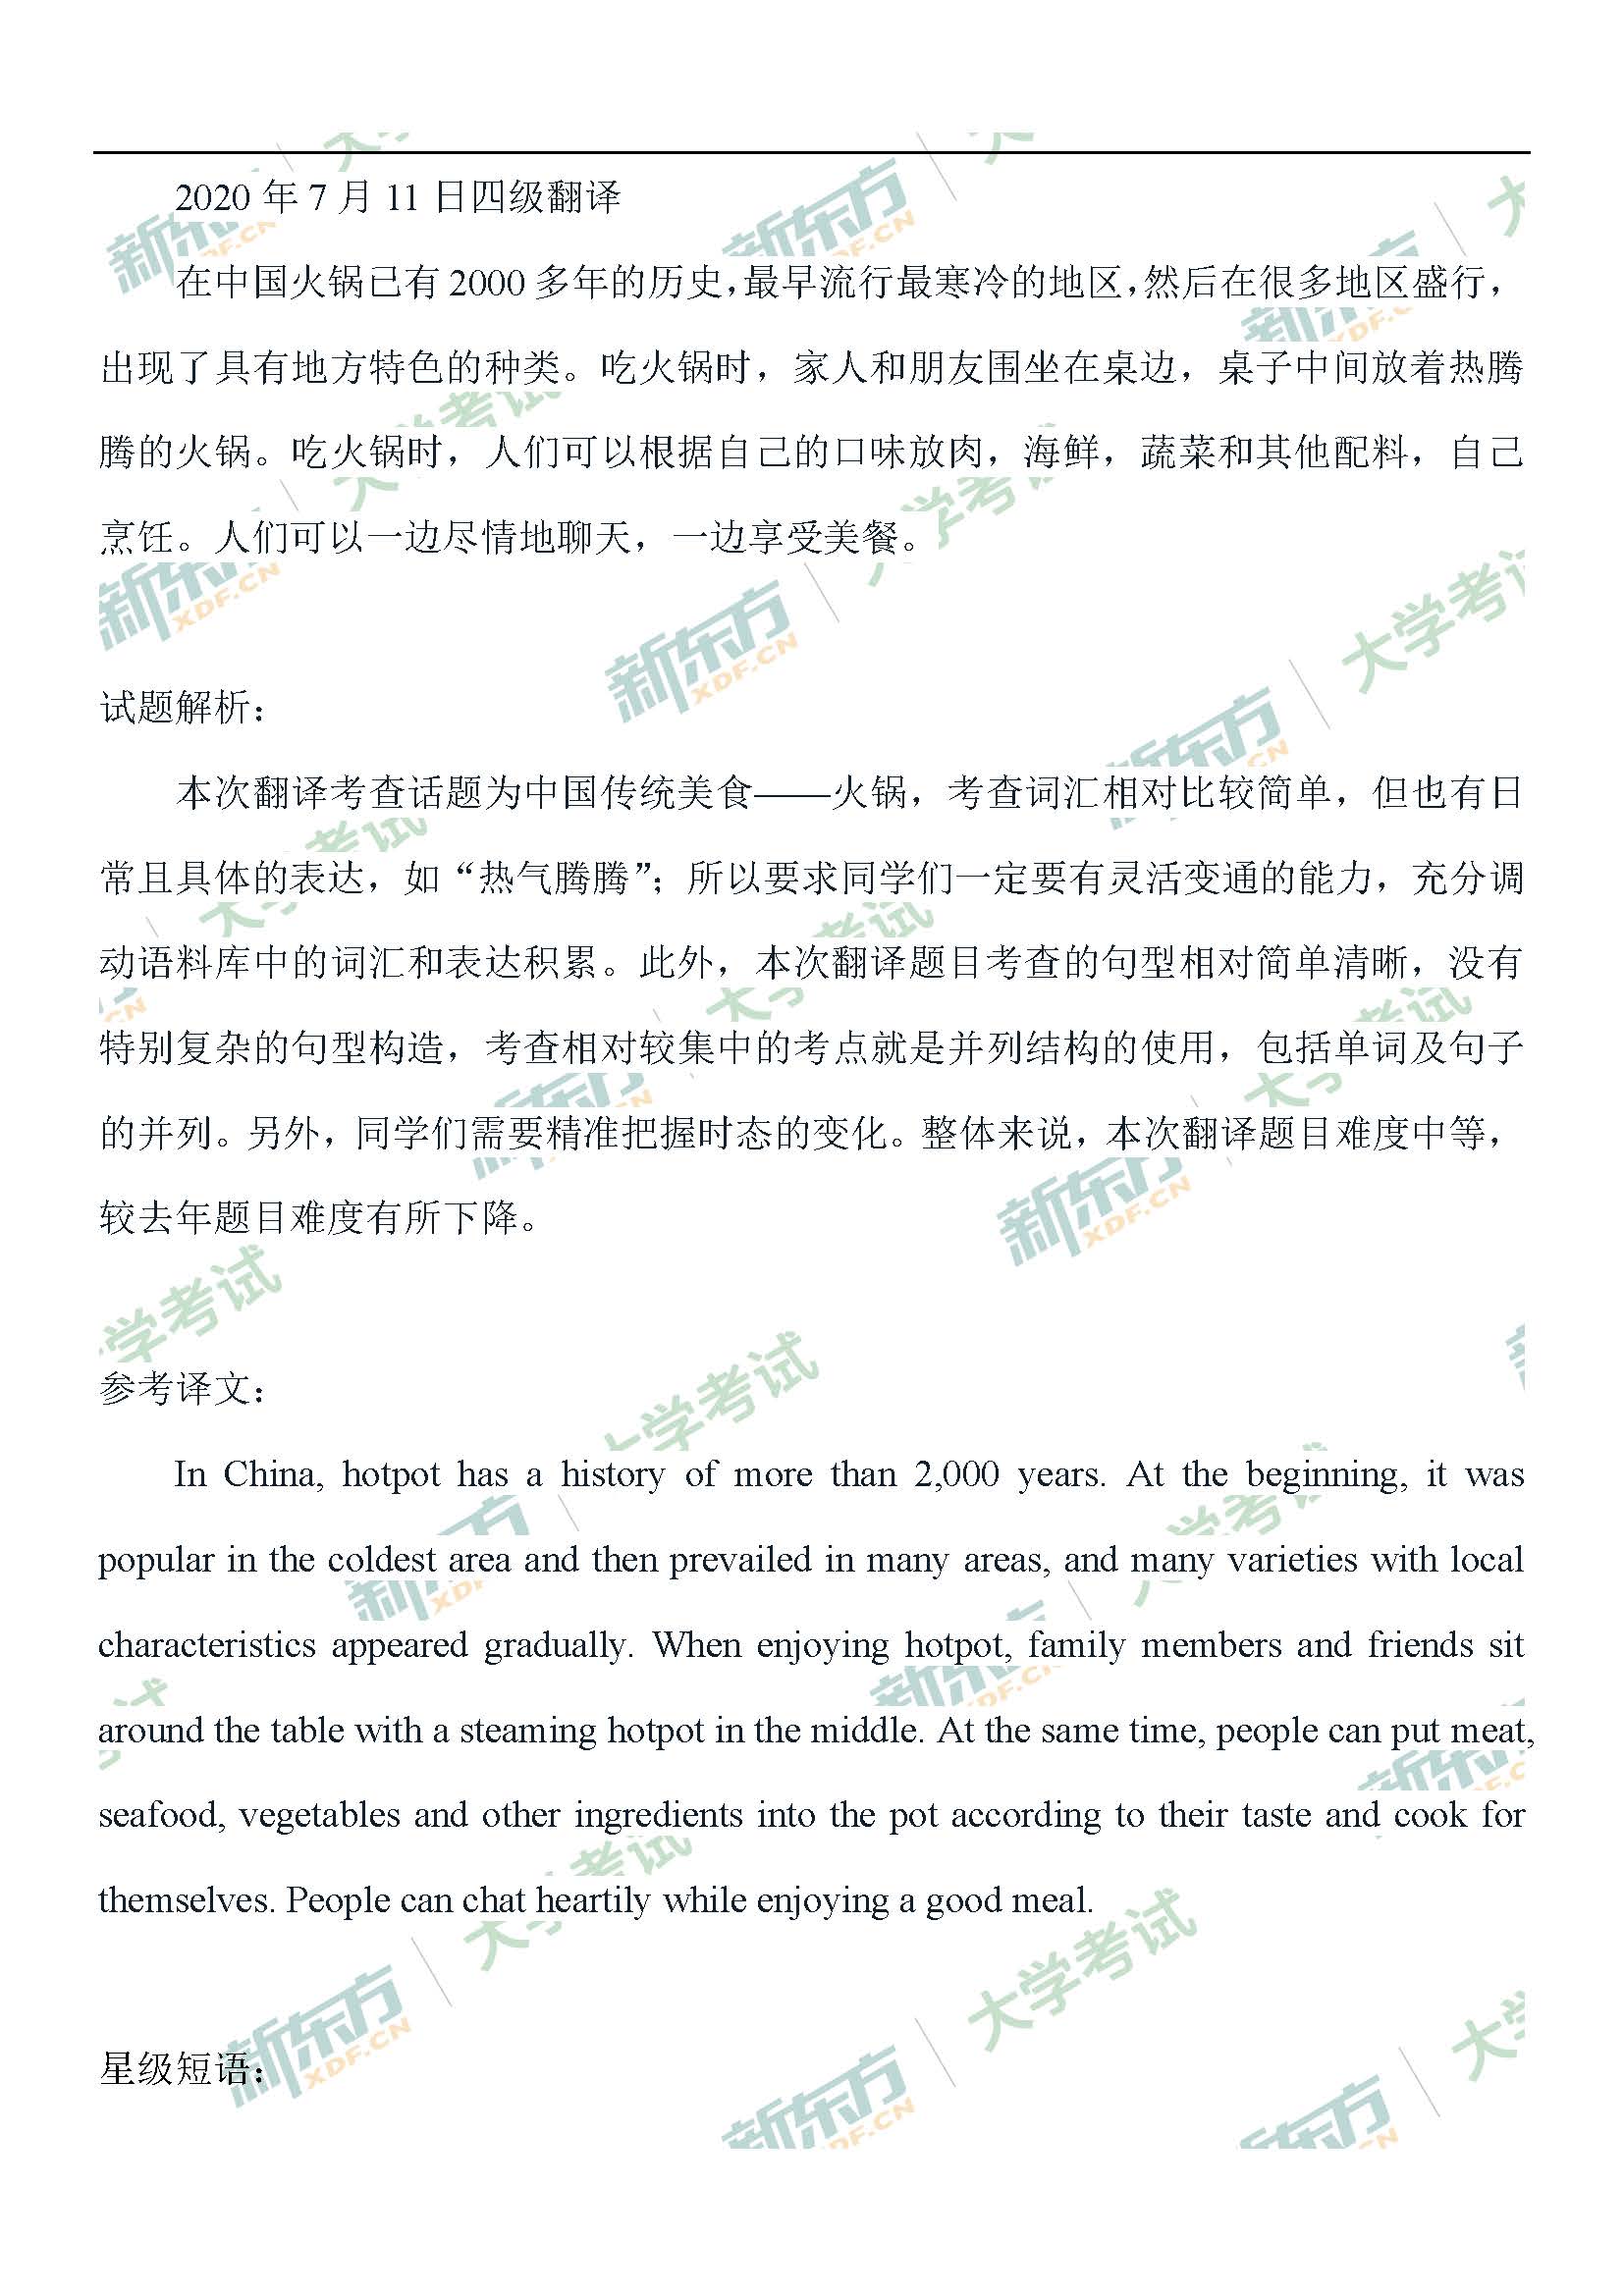 2020 年 7 月 11 日四级翻译
在中国火锅已有 2000 多年的历史，最早流行最寒冷的地区，然后在很多地区盛行，
出现了具有地方特色的种类。吃火锅时，家人和朋友围坐在桌边，桌子中间放着热腾
腾的火锅。吃火锅时，人们可以根据自己的口味放肉，海鲜，蔬菜和其他配料，自己
烹饪。人们可以一边尽情地聊天，一边享受美餐。
试题解析：
本次翻译考查话题为中国传统美食——火锅，考查词汇相对比较简单，但也有日
常且具体的表达，如“热气腾腾”；所以要求同学们一定要有灵活变通的能力，充分调
动语料库中的词汇和表达积累。此外，本次翻译题目考查的句型相对简单清晰，没有
特别复杂的句型构造，考查相对较集中的考点就是并列结构的使用，包括单词及句子
的并列。另外，同学们需要精准把握时态的变化。整体来说，本次翻译题目难度中等，
较去年题目难度有所下降。
参考译文：
In China, hotpot has a history of more than 2,000 years. At the beginning, it was
popular in the coldest area and then prevailed in many areas, and many varieties with local
characteristics appeared gradually. When enjoying hotpot, family members and friends sit
around the table with a steaming hotpot in the middle. At the same time, people can put meat,
seafood, vegetables and other ingredients into the pot according to their taste and cook for
themselves. People can chat heartily while enjoying a good meal.
星级短语：
新东方 XDF.CN 大学考试